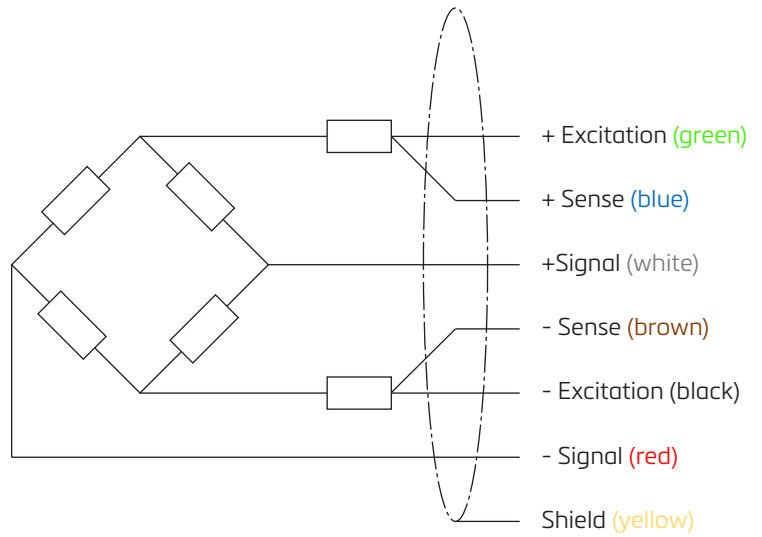 + Excitation (green)
+ Sense (blue)
+Signal (white)
- Sense (brown)
- Excitation (black)
- Signal (red)
Shield (yellow)